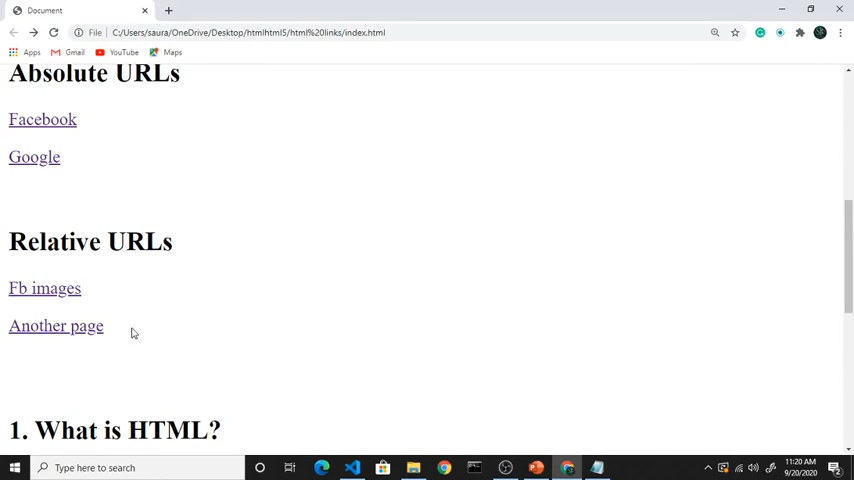 Document
File C:/Users/saura/OneDrive/Desktop/htmlhtml5/html%20links/index.html
Apps Gmail YouTube Maps
Absolute URLs
Facebook
Google
Relative URLs
Fb images
Another page
1. What is HTML?
Type here to search
11:20 AM
9/20/2020
2